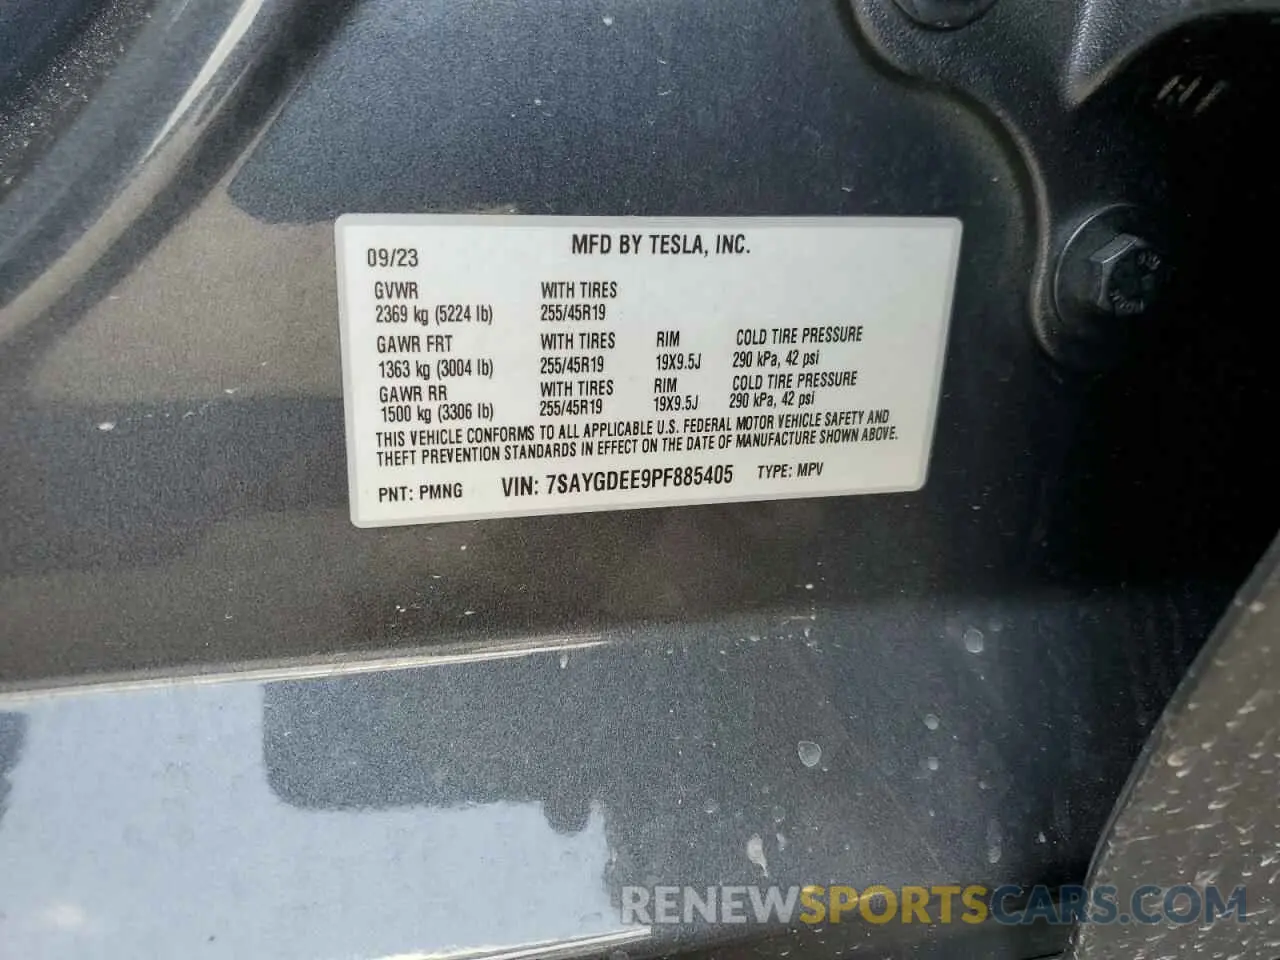 MFD BY TESLA, INC.
09/23
GVWR WITH TIRES
2369 kg (5224 lb) 255/45R19
GAWR FRT WITH TIRES RIM COLD TIRE PRESSURE
1363 kg (3004 lb) 255/45R19 19X9.5J 290 kPa, 42 psi
GAWR RR WITH TIRES RIM COLD TIRE PRESSURE
1500 kg (3306 lb) 255/45R19 19X9.5J 290 kPa, 42 psi
THIS VEHICLE CONFORMS TO ALL APPLICABLE U.S. FEDERAL MOTOR VEHICLE SAFETY AND
THEFT PREVENTION STANDARDS IN EFFECT ON THE DATE OF MANUFACTURE SHOWN ABOVE.
PNT: PMNG VIN: 7SAYGDEE9PF885405 TYPE: MPV
RENEWSPORTSCARS.COM